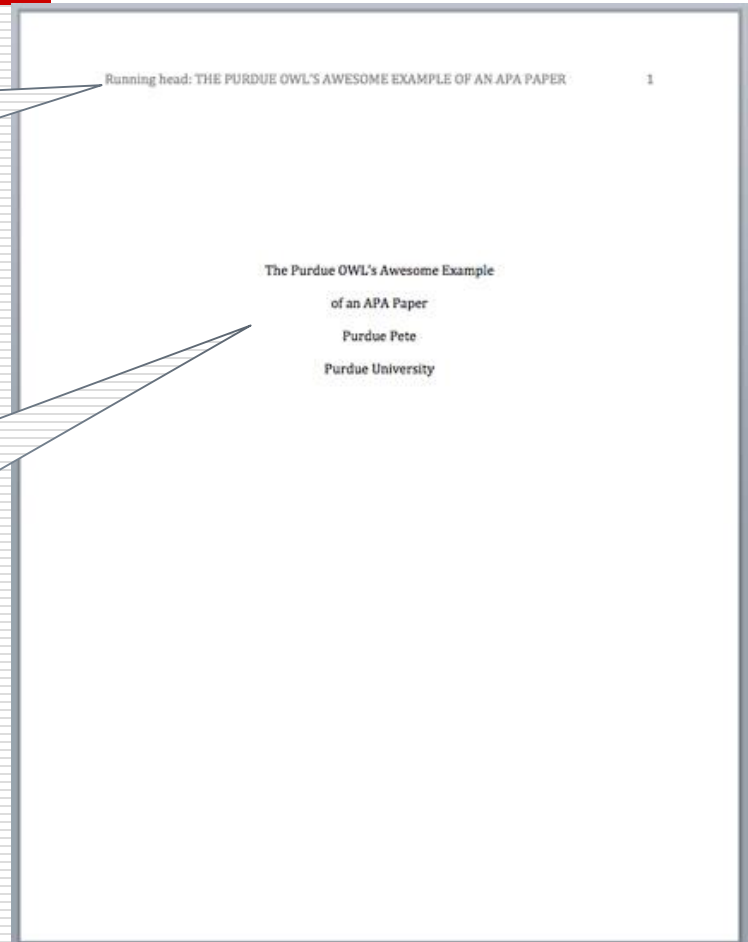 Running head: THE PURDUE OWL'S AWESOME EXAMPLE OF AN APA PAPER 1
The Purdue OWL's Awesome Example
of an APA Paper
Purdue Pete
Purdue University